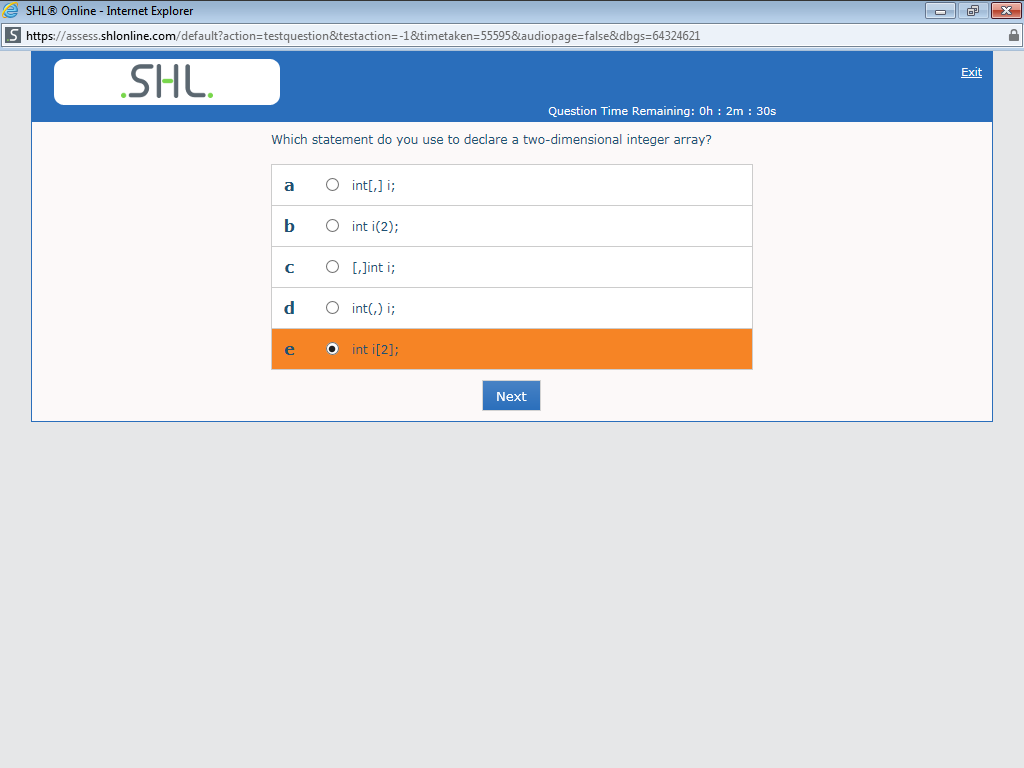 SHL® Online - Internet Explorer
https://assess.shlonline.com/default?action=testquestion&testaction=-1&timetaken=55595&audiopage=false&dbgs=64324621
.SHL.
Exit
Question Time Remaining: 0h : 2m : 30s
Which statement do you use to declare a two-dimensional integer array?
a int[,] i;
b int i(2);
c [,]int i;
d int(,) i;
e int i[2];
Next